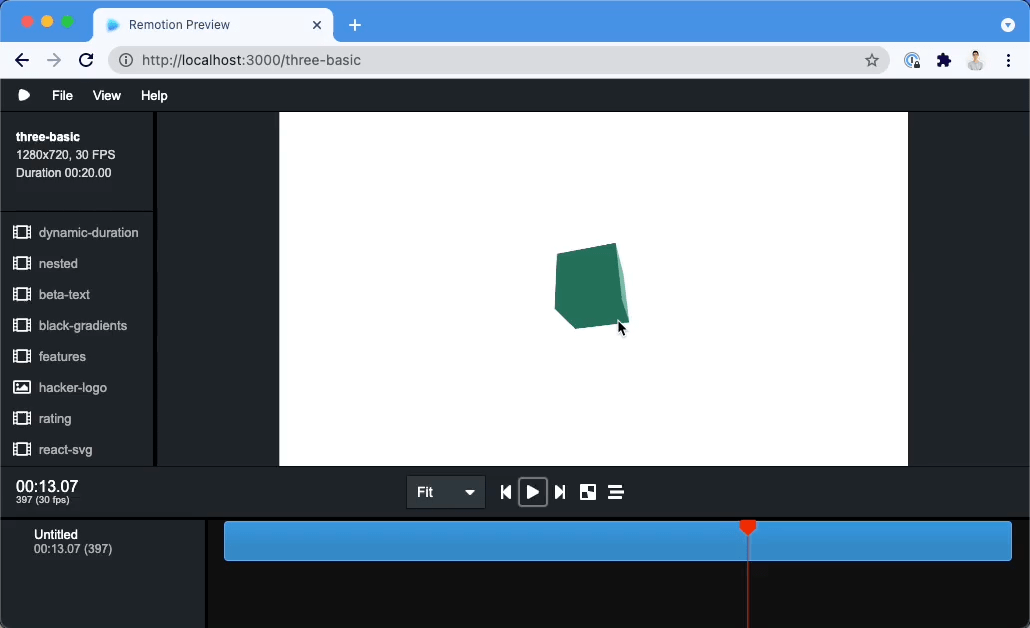 Remotion Preview
http://localhost:3000/three-basic
File View Help
three-basic
1280x720, 30 FPS
Duration 00:20.00
dynamic-duration
nested
beta-text
black-gradients
features
hacker-logo
rating
react-svg
00:13.07
397 (30 fps)
Fit
Untitled
00:13.07 (397)